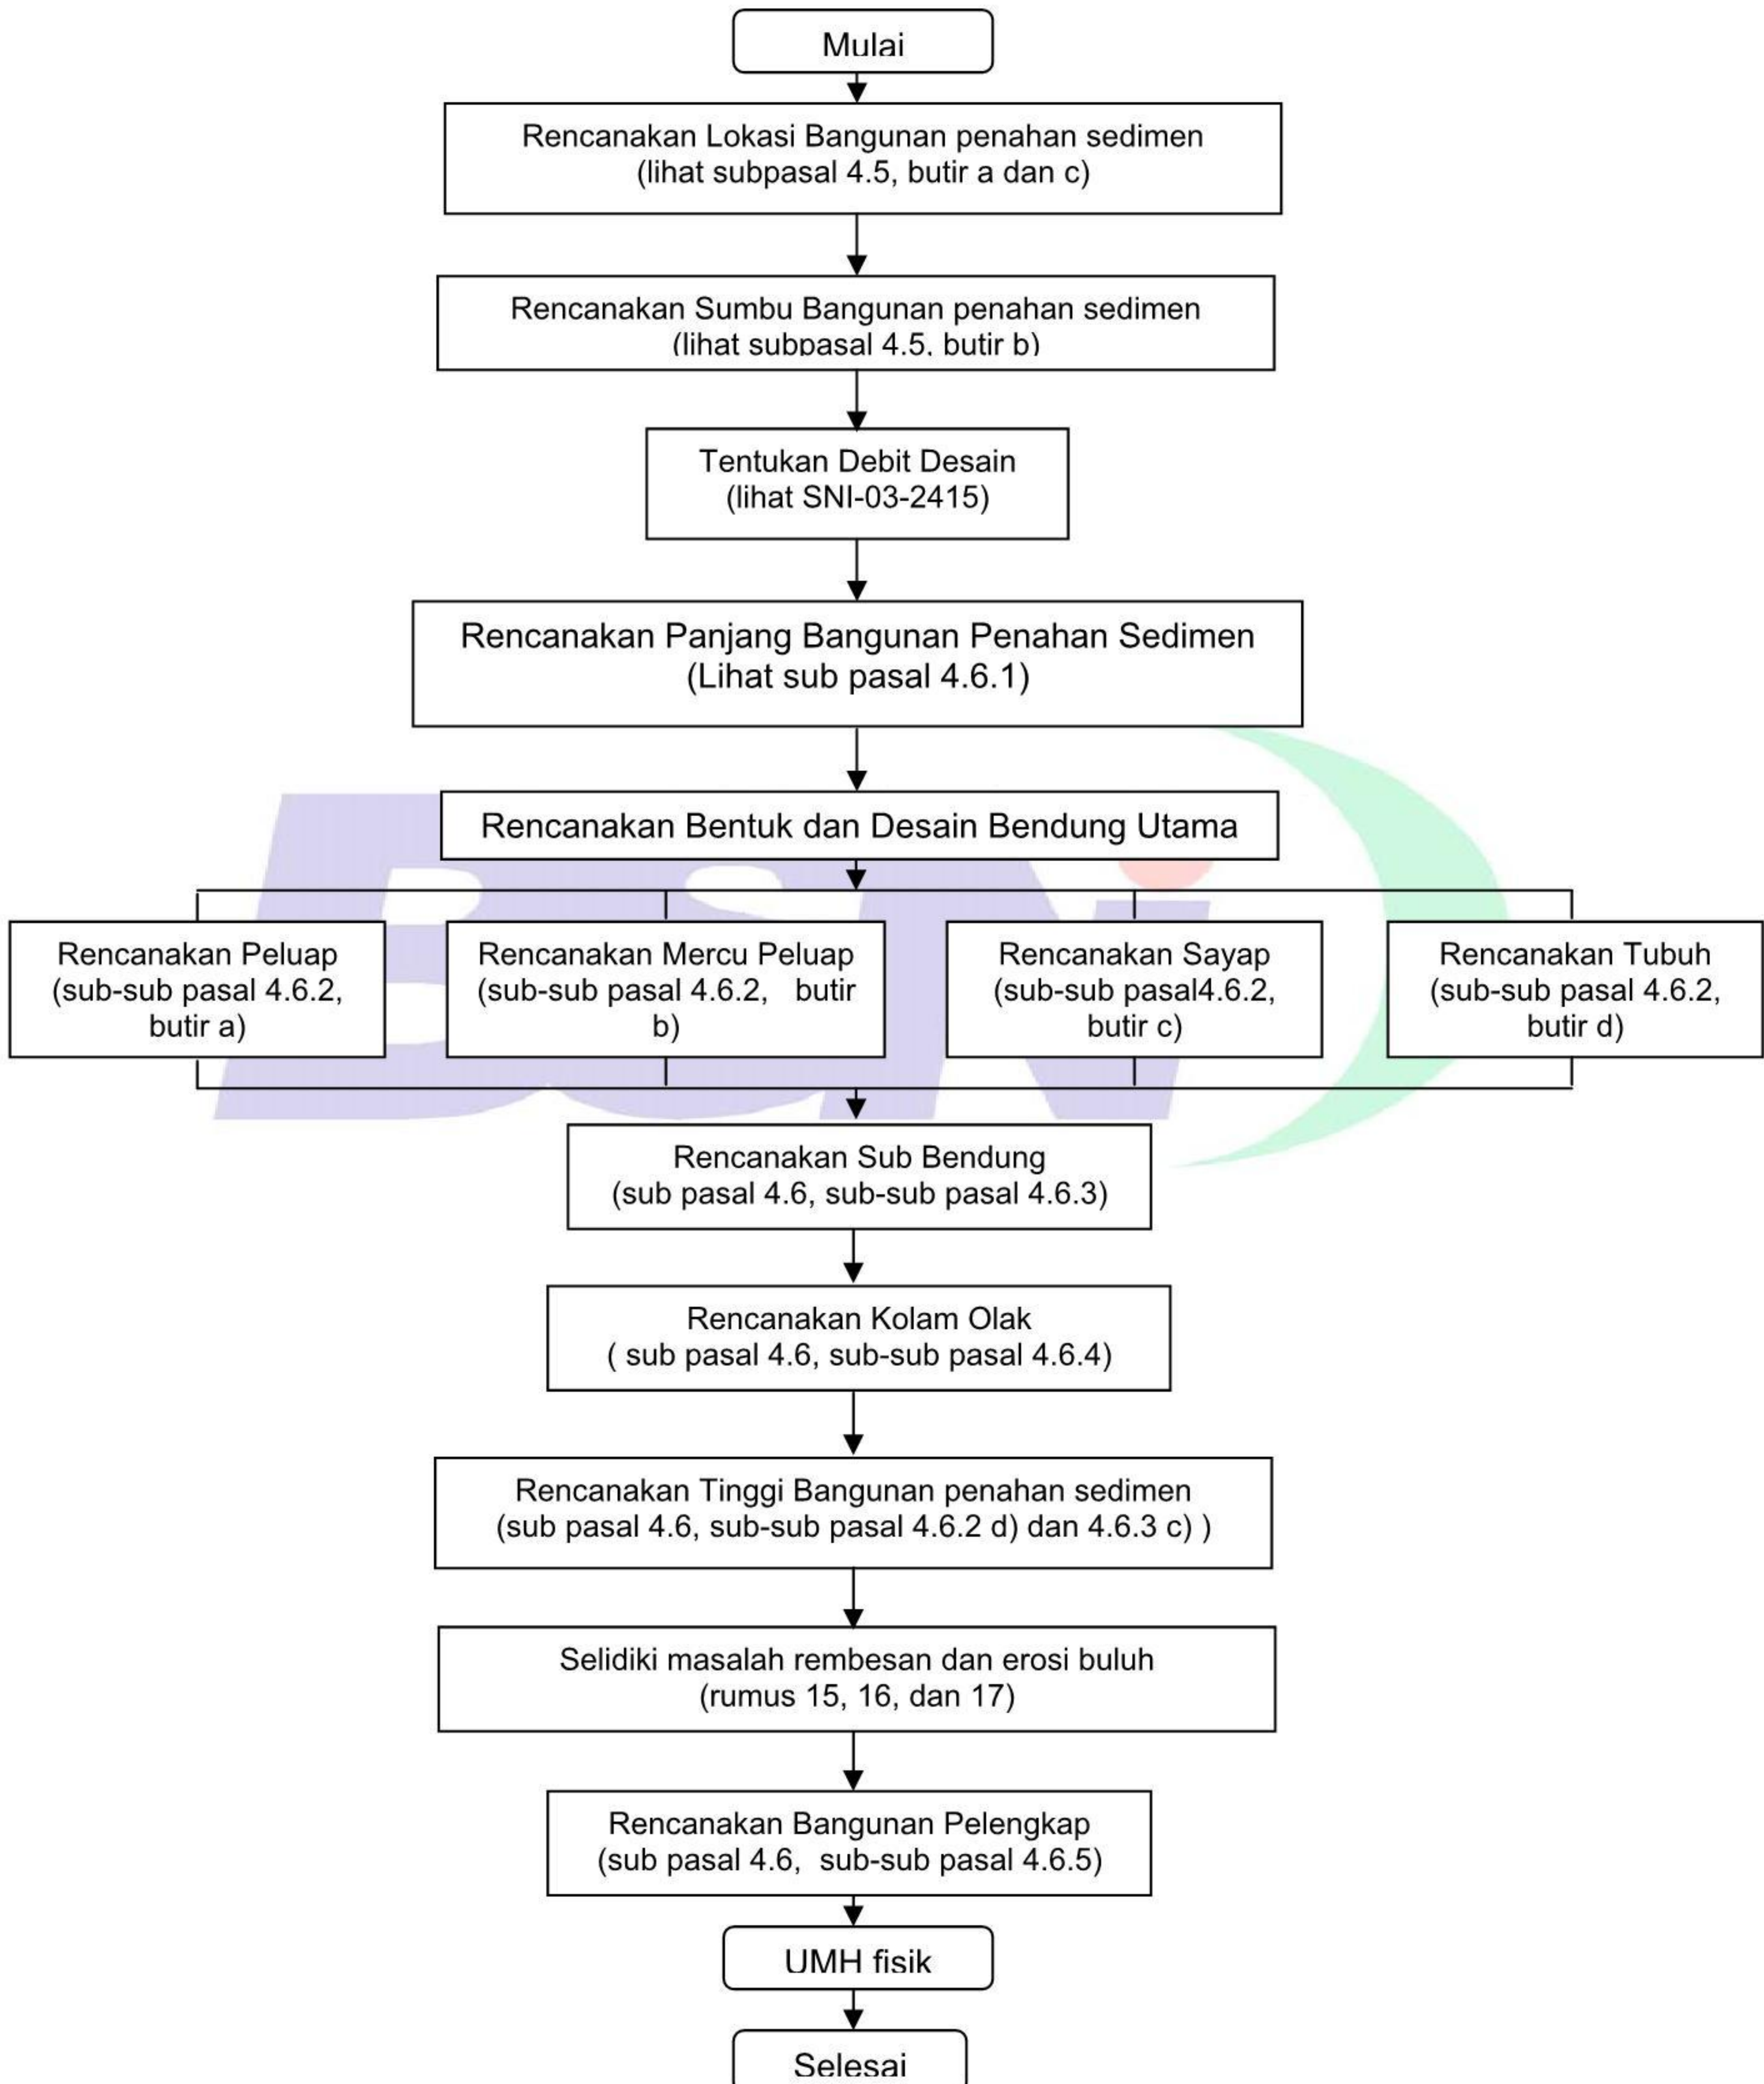 Mulai
Rencanakan Lokasi Bangunan penahan sedimen
(lihat subpasal 4.5, butir a dan c)
Rencanakan Sumbu Bangunan penahan sedimen
(lihat subpasal 4.5, butir b)
Tentukan Debit Desain
(lihat SNI-03-2415)
Rencanakan Panjang Bangunan Penahan Sedimen
(Lihat sub pasal 4.6.1)
Rencanakan Bentuk dan Desain Bendung Utama
Rencanakan Peluap
(sub-sub pasal 4.6.2,
butir a)
Rencanakan Mercu Peluap
(sub-sub pasal 4.6.2, butir
b)
Rencanakan Sayap
(sub-sub pasal4.6.2,
butir c)
Rencanakan Tubuh
(sub-sub pasal 4.6.2,
butir d)
Rencanakan Sub Bendung
(sub pasal 4.6, sub-sub pasal 4.6.3)
Rencanakan Kolam Olak
( sub pasal 4.6, sub-sub pasal 4.6.4)
Rencanakan Tinggi Bangunan penahan sedimen
(sub pasal 4.6, sub-sub pasal 4.6.2 d) dan 4.6.3 c) )
Selidiki masalah rembesan dan erosi buluh
(rumus 15, 16, dan 17)
Rencanakan Bangunan Pelengkap
(sub pasal 4.6, sub-sub pasal 4.6.5)
UMH fisik
Selesai
BSNi